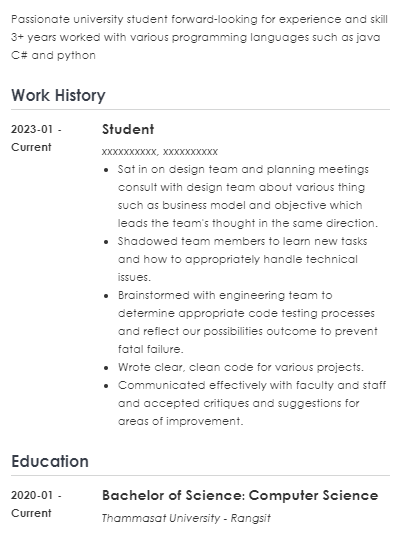 Passionate university student forward-looking for experience and skill
3+ years worked with various programming languages such as java
C# and python
Work History
2023-01 -
Current
Student
xxxxxxxxxx, xxxxxxxxxx
• Sat in on design team and planning meetings
consult with design team about various thing
such as business model and objective which
leads the team's thought in the same direction.
• Shadowed team members to learn new tasks
and how to appropriately handle technical
issues.
• Brainstormed with engineering team to
determine appropriate code testing processes
and reflect our possibilities outcome to prevent
fatal failure.
• Wrote clear, clean code for various projects.
• Communicated effectively with faculty and staff
and accepted critiques and suggestions for
areas of improvement.
Education
2020-01 -
Current
Bachelor of Science: Computer Science
Thammasat University - Rangsit